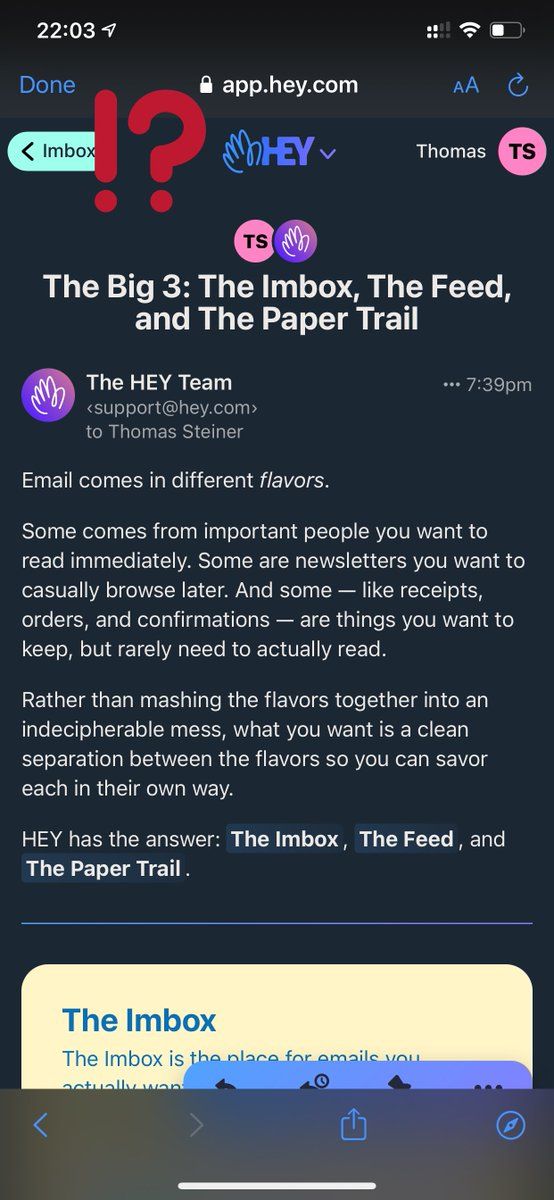 22:03
Done
app.hey.com
AA
Imbox
!?
HEY
Thomas
TS
TS
The Big 3: The Imbox, The Feed,
and The Paper Trail
The HEY Team
••• 7:39pm
‹support@hey.com›
to Thomas Steiner
Email comes in different flavors.
Some comes from important people you want to
read immediately. Some are newsletters you want to
casually browse later. And some — like receipts,
orders, and confirmations — are things you want to
keep, but rarely need to actually read.
Rather than mashing the flavors together into an
indecipherable mess, what you want is a clean
separation between the flavors so you can savor
each in their own way.
HEY has the answer: The Imbox, The Feed, and
The Paper Trail.
The Imbox
The Imbox is the place for emails you
actually wan